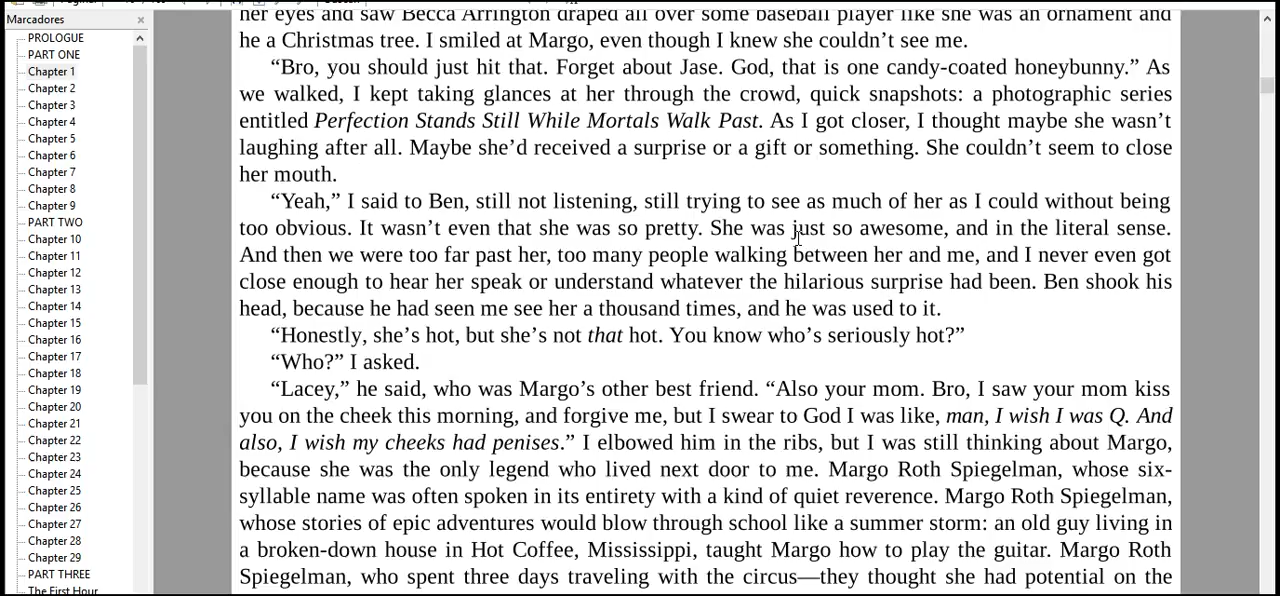 Marcadores
PROLOGUE
PART ONE
Chapter 1
Chapter 2
Chapter 3
Chapter 4
Chapter 5
Chapter 6
Chapter 7
Chapter 8
Chapter 9
PART TWO
Chapter 10
Chapter 11
Chapter 12
Chapter 13
Chapter 14
Chapter 15
Chapter 16
Chapter 17
Chapter 18
Chapter 19
Chapter 20
Chapter 21
Chapter 22
Chapter 23
Chapter 24
Chapter 25
Chapter 26
Chapter 27
Chapter 28
Chapter 29
PART THREE
The First Hour
her eyes and saw Becca Arrington draped all over some baseball player like she was an ornament and
he a Christmas tree. I smiled at Margo, even though I knew she couldn’t see me.
“Bro, you should just hit that. Forget about Jase. God, that is one candy-coated honeybunny.” As
we walked, I kept taking glances at her through the crowd, quick snapshots: a photographic series
entitled Perfection Stands Still While Mortals Walk Past. As I got closer, I thought maybe she wasn’t
laughing after all. Maybe she’d received a surprise or a gift or something. She couldn’t seem to close
her mouth.
“Yeah,” I said to Ben, still not listening, still trying to see as much of her as I could without being
too obvious. It wasn’t even that she was so pretty. She was just so awesome, and in the literal sense.
And then we were too far past her, too many people walking between her and me, and I never even got
close enough to hear her speak or understand whatever the hilarious surprise had been. Ben shook his
head, because he had seen me see her a thousand times, and he was used to it.
“Honestly, she’s hot, but she’s not that hot. You know who’s seriously hot?”
“Who?” I asked.
“Lacey,” he said, who was Margo’s other best friend. “Also your mom. Bro, I saw your mom kiss
you on the cheek this morning, and forgive me, but I swear to God I was like, man, I wish I was Q. And
also, I wish my cheeks had penises.” I elbowed him in the ribs, but I was still thinking about Margo,
because she was the only legend who lived next door to me. Margo Roth Spiegelman, whose six-
syllable name was often spoken in its entirety with a kind of quiet reverence. Margo Roth Spiegelman,
whose stories of epic adventures would blow through school like a summer storm: an old guy living in
a broken-down house in Hot Coffee, Mississippi, taught Margo how to play the guitar. Margo Roth
Spiegelman, who spent three days traveling with the circus—they thought she had potential on the